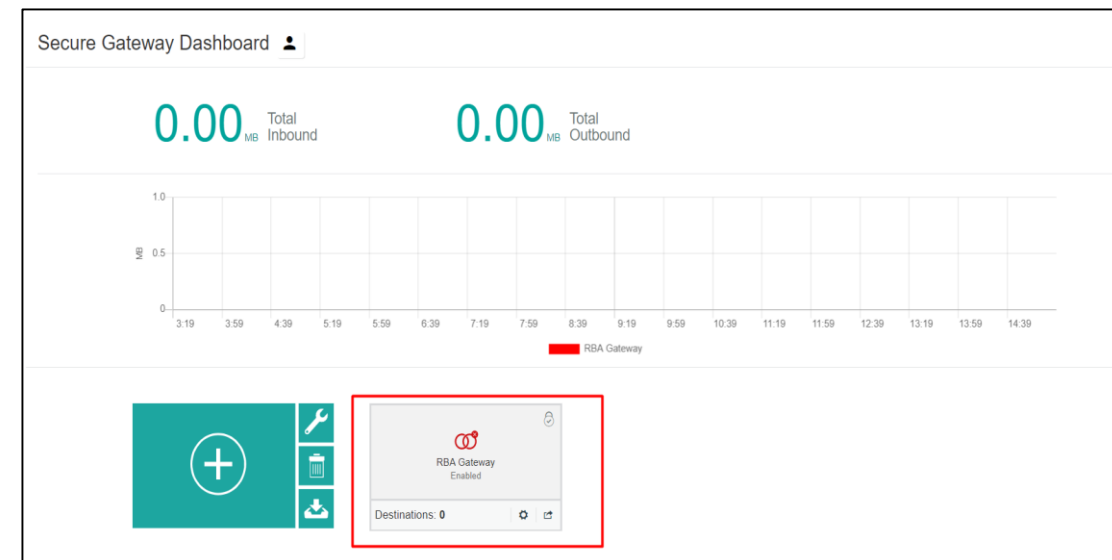 Secure Gateway Dashboard
0.00 MB Total Inbound
0.00 MB Total Outbound
1.0
MB
0.5
0
3:19 3:59 4:39 5:19 5:59 6:39 7:19 7:59 8:39 9:19 9:59 10:39 11:19 11:59 12:39 13:19 13:59 14:39
RBA Gateway
RBA Gateway
Enabled
Destinations: 0